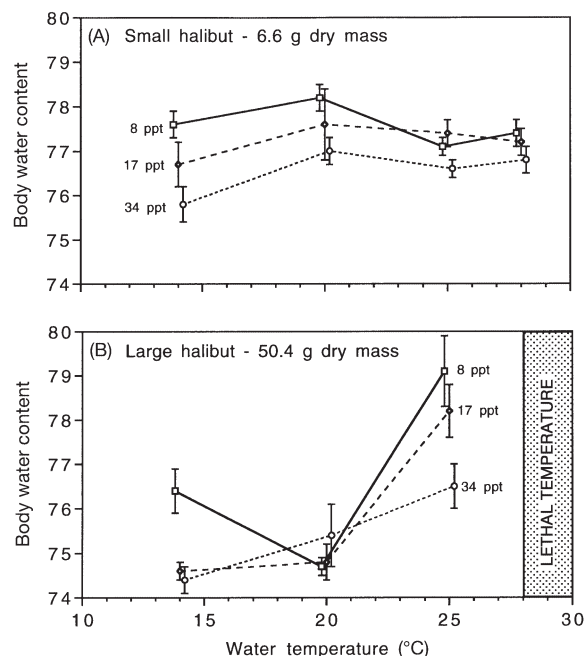 80
(A) Small halibut - 6.6 g dry mass
79
78
8 ppt
77
17 ppt
76
34 ppt
75
74
Body water content
80
(B) Large halibut - 50.4 g dry mass
8 ppt
79
17 ppt
78
77
34 ppt
76
75
74
Body water content
LETHAL TEMPERATURE
10 15 20 25 30
Water temperature (°C)